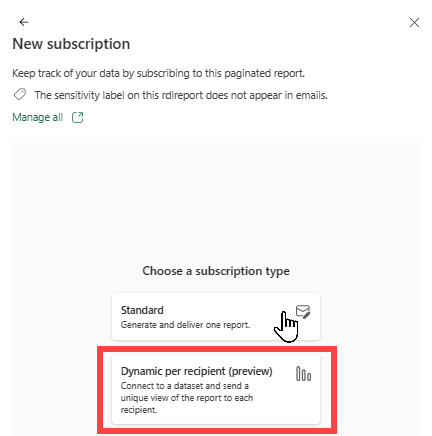 New subscription
Keep track of your data by subscribing to this paginated report.
The sensitivity label on this rdlreport does not appear in emails.
Manage all
Choose a subscription type
Standard
Generate and deliver one report.
Dynamic per recipient (preview)
Connect to a dataset and send a
unique view of the report to each
recipient.